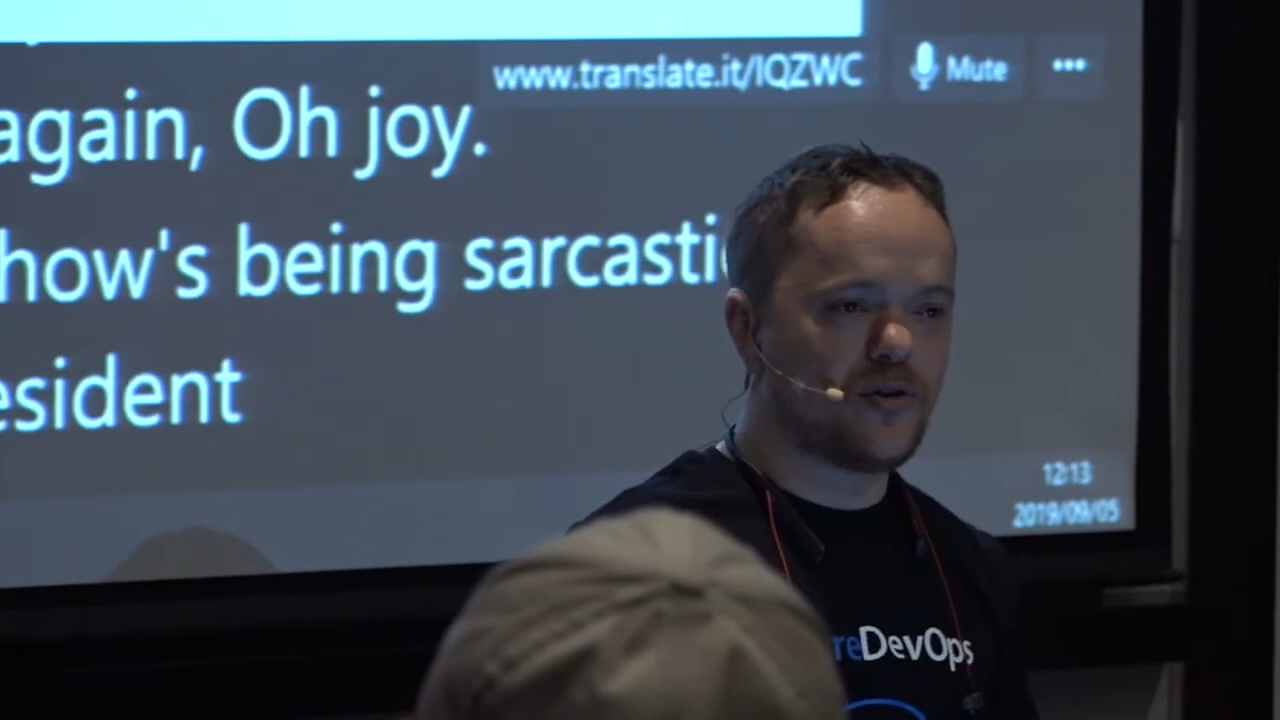 www.translate.it/IQZWC
Mute
again, Oh joy.
how's being sarcasti
esident
12:13
2019/09/05
reDevOps